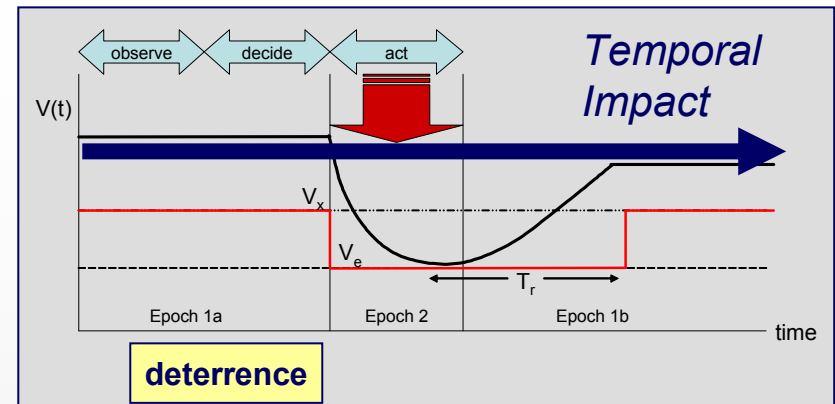 observe decide act
Temporal
Impact
V(t)
Vx
Ve
Tr
Epoch 1a Epoch 2 Epoch 1b
time
deterrence